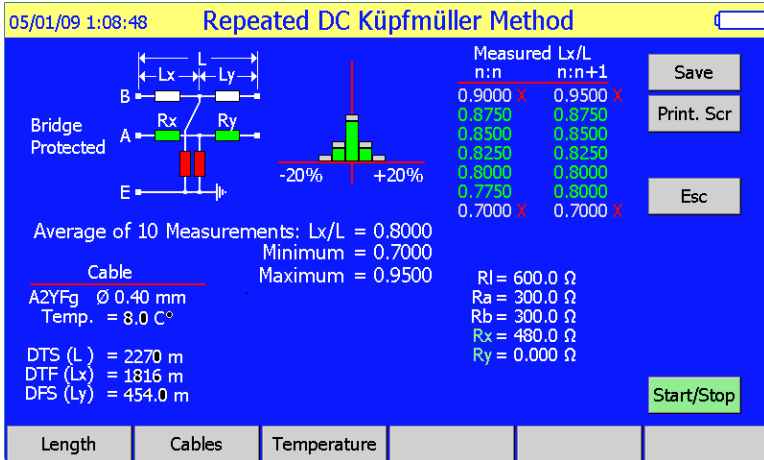 05/01/09 1:08:48 Repeated DC Küpfmüller Method
L
Lx Ly
B
Rx Ry
A
Bridge
Protected
E
-20% +20%
Measured Lx/L
n:n n:n+1
0.9000 X 0.9500 X
0.8750 0.8750
0.8500 0.8500
0.8250 0.8250
0.8000 0.8000
0.7750 0.8000
0.7000 X 0.7000 X
Save
Print. Scr
Esc
Average of 10 Measurements: Lx/L = 0.8000
Minimum = 0.7000
Maximum = 0.9500
Cable
A2YFg Ø 0.40 mm
Temp. = 8.0 C°
DTS (L ) = 2270 m
DTF (Lx) = 1816 m
DFS (Ly) = 454.0 m
Rl = 600.0 Ω
Ra = 300.0 Ω
Rb = 300.0 Ω
Rx = 480.0 Ω
Ry = 0.000 Ω
Start/Stop
Length Cables Temperature